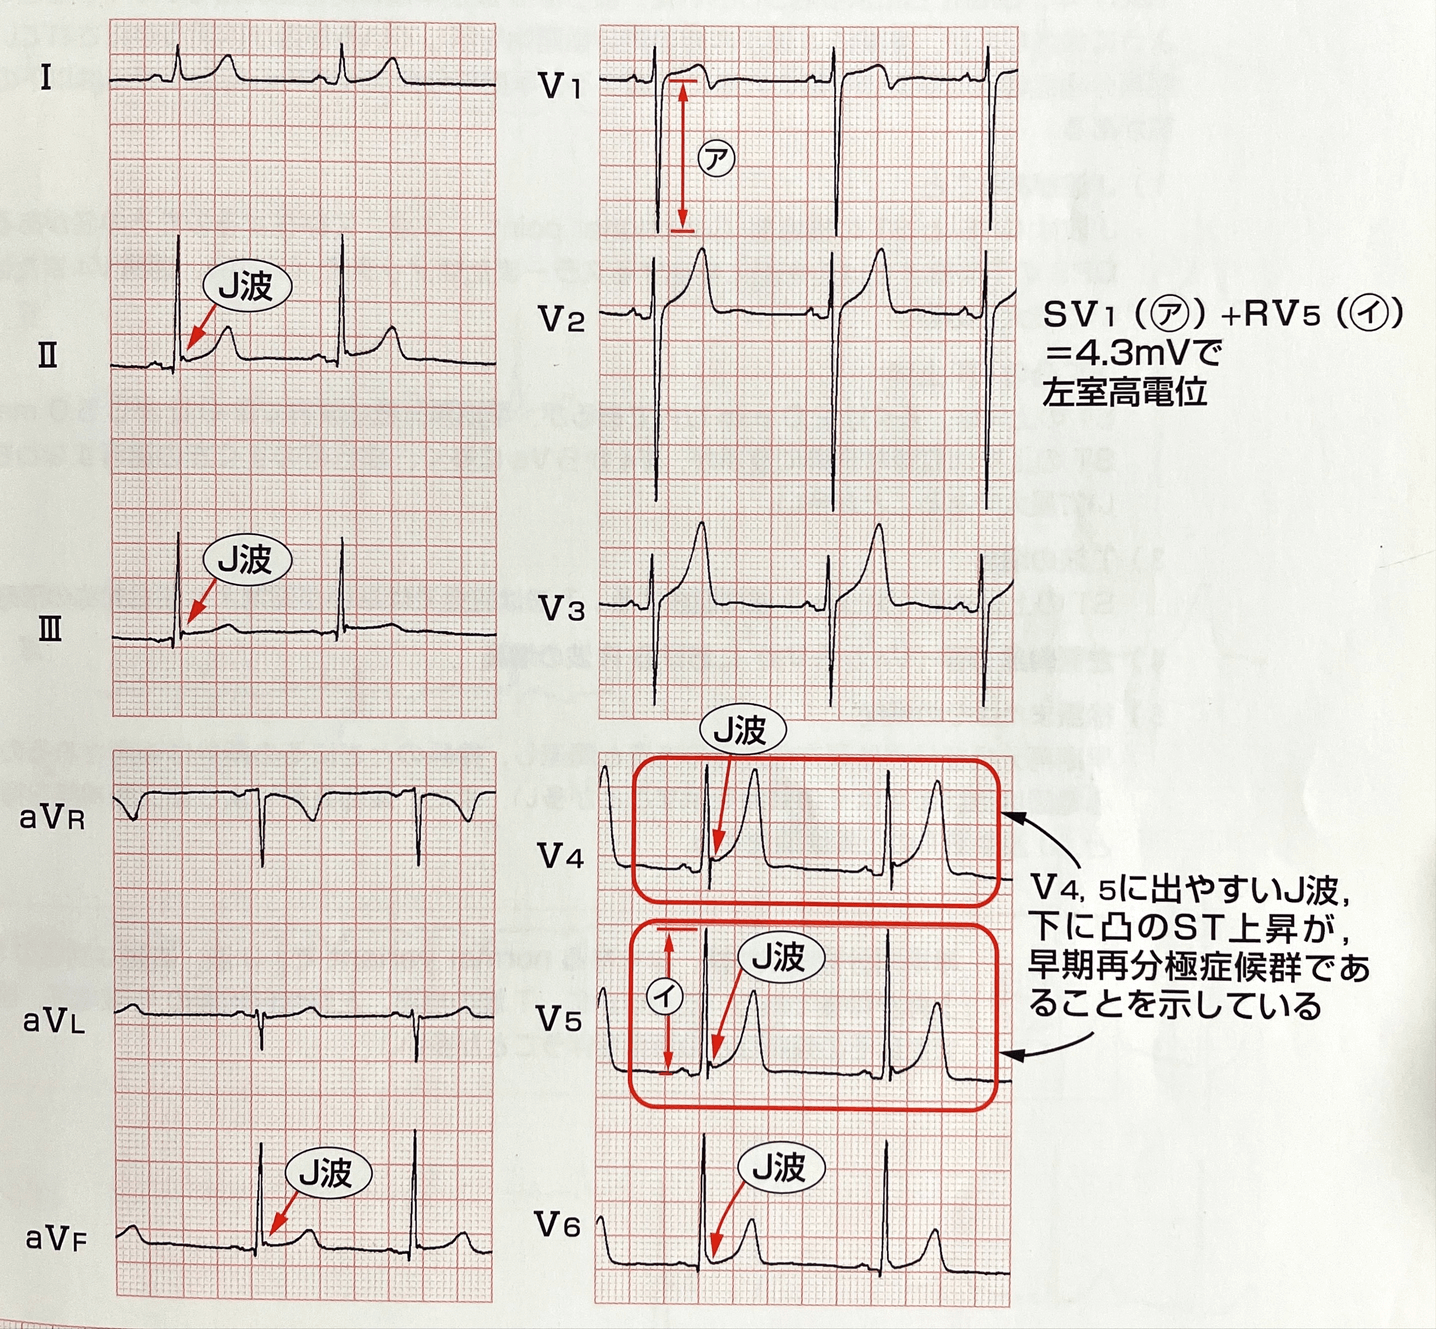 I
II
J波
III
J波
aVR
aVL
aVF
J波
V1
㋐
V2
V3
SV1（㋐）+RV5（㋑）
=4.3mVで
左室高電位
J波
V4
J波
㋑
V5
V4, 5に出やすいJ波，
下に凸のST上昇が，
早期再分極症候群であ
ることを示している
J波
V6